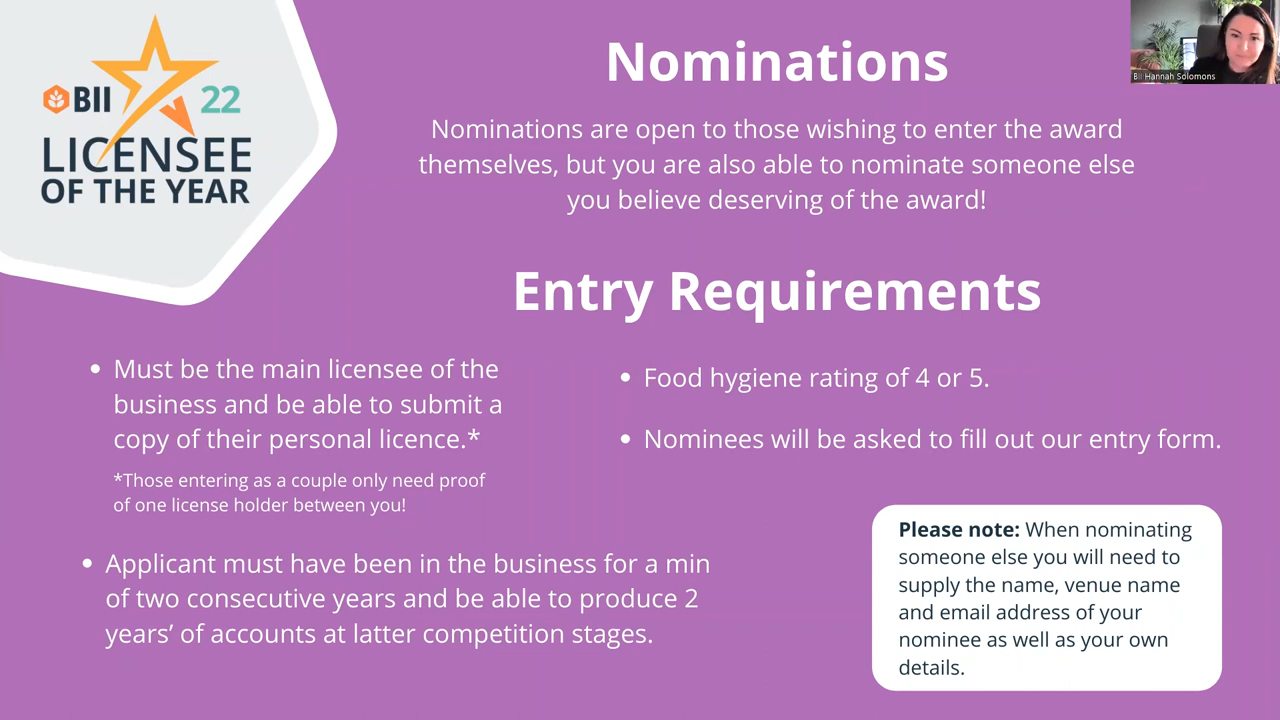 BII 22
LICENSEE
OF THE YEAR
Nominations
BII Hannah Solomons
Nominations are open to those wishing to enter the award
themselves, but you are also able to nominate someone else
you believe deserving of the award!
Entry Requirements
• Must be the main licensee of the
business and be able to submit a
copy of their personal licence.*
*Those entering as a couple only need proof
of one license holder between you!
• Applicant must have been in the business for a min
of two consecutive years and be able to produce 2
years’ of accounts at latter competition stages.
• Food hygiene rating of 4 or 5.
• Nominees will be asked to fill out our entry form.
Please note: When nominating
someone else you will need to
supply the name, venue name
and email address of your
nominee as well as your own
details.